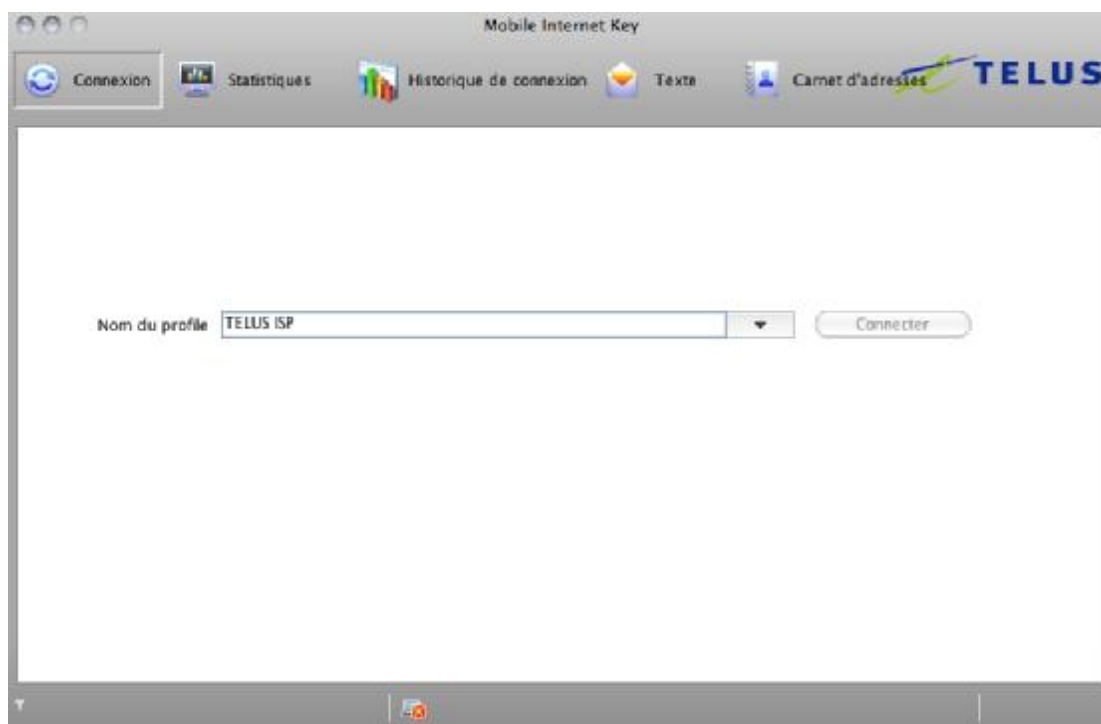 Mobile Internet Key
Connexion Statistiques Historique de connexion Texte Carnet d'adresses TELUS
Nom du profile TELUS ISP Connecter